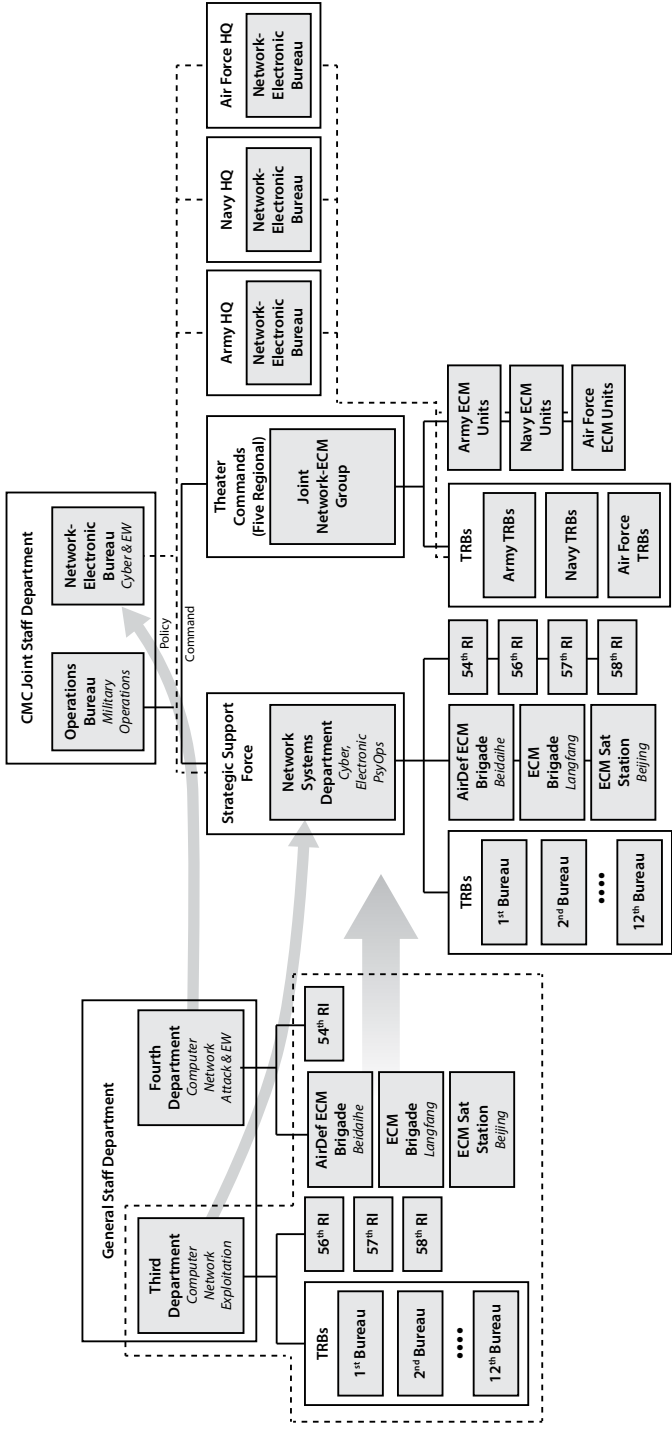 General Staff Department
Third
Department
Computer
Network
Exploitation
Fourth
Department
Computer
Network
Attack & EW
TRBs
1st Bureau
2nd Bureau
••••
12th Bureau
56th RI
57th RI
58th RI
AirDef ECM
Brigade
Beidaihe
ECM
Brigade
Langfang
ECM Sat
Station
Beijing
54th RI
CMC Joint Staff Department
Operations
Bureau
Military
Operations
Network-
Electronic
Bureau
Cyber & EW
Policy
Command
Strategic Support
Force
Network
Systems
Department
Cyber,
Electronic
PsyOps
TRBs
1st Bureau
2nd Bureau
••••
12th Bureau
AirDef ECM
Brigade
Beidaihe
ECM
Brigade
Langfang
ECM Sat
Station
Beijing
54th RI
56th RI
57th RI
58th RI
Theater
Commands
(Five Regional)
Joint
Network-ECM
Group
TRBs
Army TRBs
Navy TRBs
Air Force
TRBs
Army ECM
Units
Navy ECM
Units
Air Force
ECM Units
Army HQ
Network-
Electronic
Bureau
Navy HQ
Network-
Electronic
Bureau
Air Force HQ
Network-
Electronic
Bureau